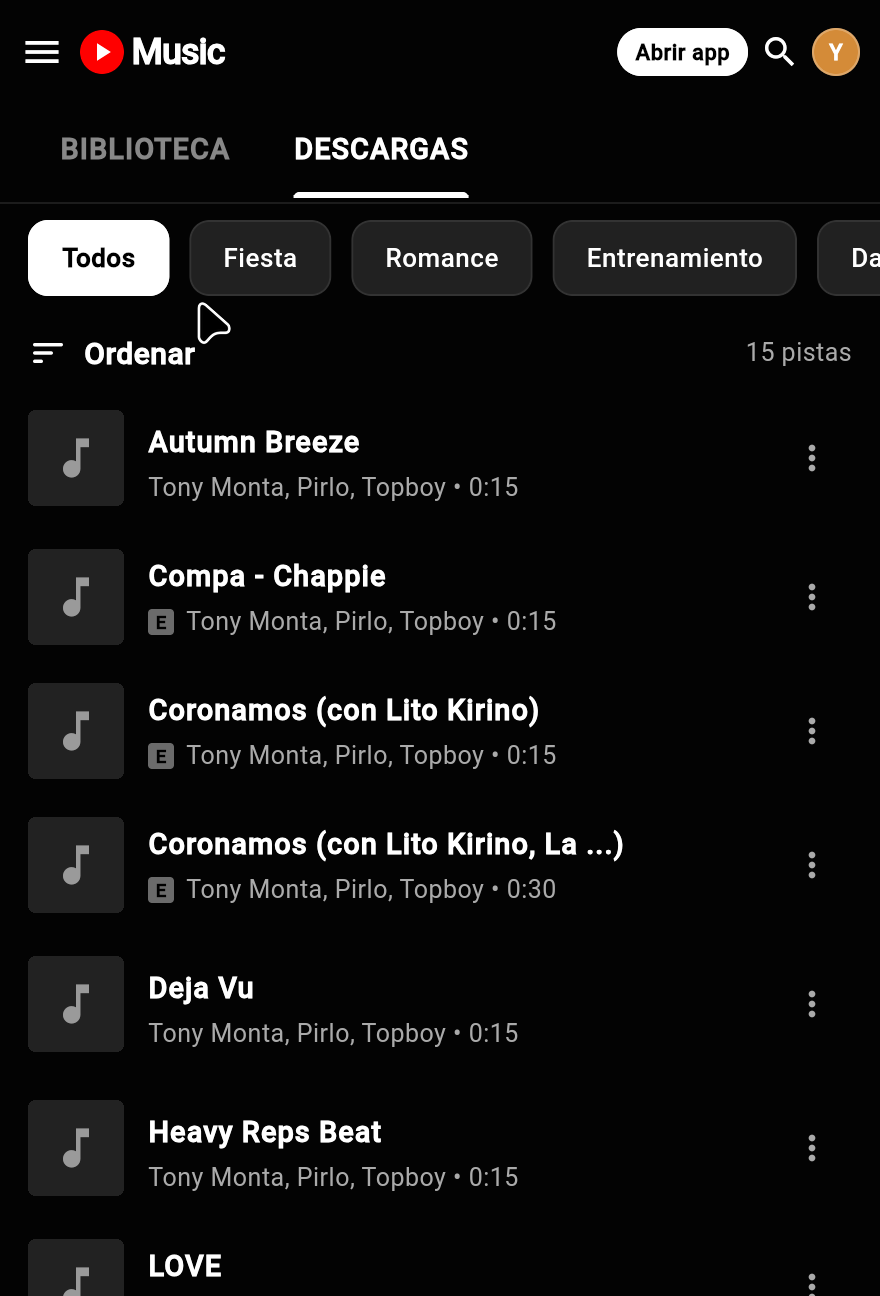 Music
Abrir app
Y
BIBLIOTECA DESCARGAS
Todos Fiesta Romance Entrenamiento Da
Ordenar
15 pistas
Autumn Breeze
Tony Monta, Pirlo, Topboy • 0:15
Compa - Chappie
E Tony Monta, Pirlo, Topboy • 0:15
Coronamos (con Lito Kirino)
E Tony Monta, Pirlo, Topboy • 0:15
Coronamos (con Lito Kirino, La ...)
E Tony Monta, Pirlo, Topboy • 0:30
Deja Vu
Tony Monta, Pirlo, Topboy • 0:15
Heavy Reps Beat
Tony Monta, Pirlo, Topboy • 0:15
LOVE